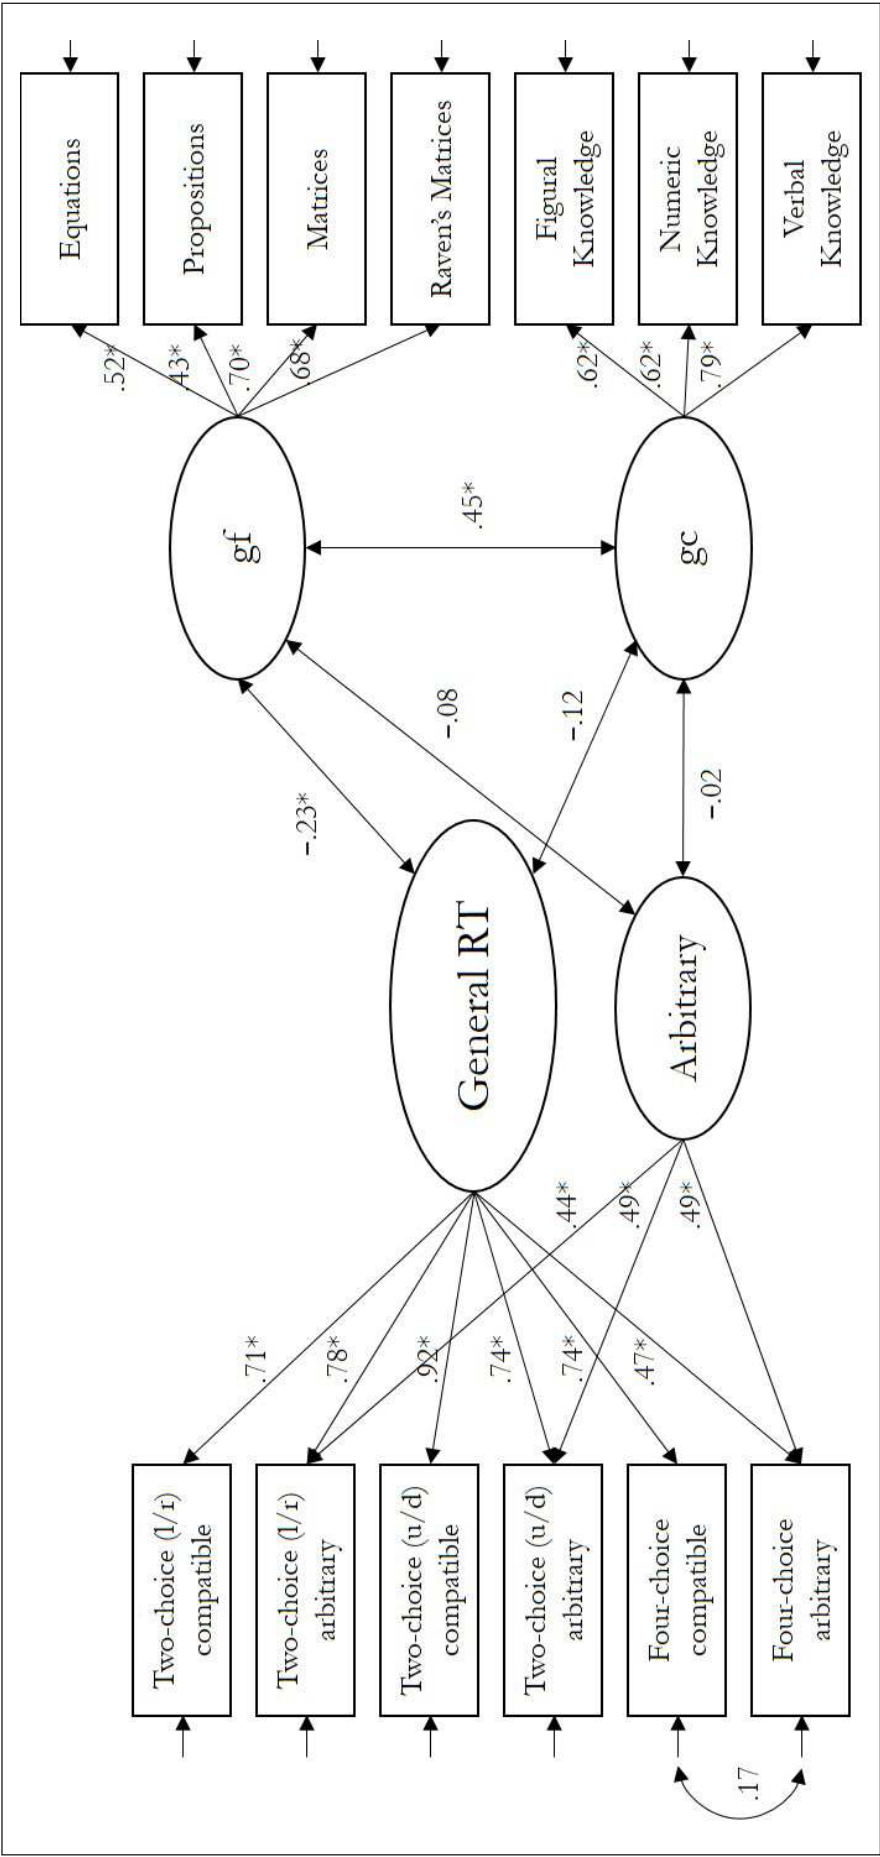 Equations
Propositions
Matrices
Raven's Matrices
Figural
Knowledge
Numeric
Knowledge
Verbal
Knowledge
.52*
.43*
.70*
.68*
.62*
.62*
.79*
gf
gc
.45*
-.23*
-.08
-.12
-.02
General RT
Arbitrary
.71*
.78*
.92*
.74*
.74*
.47*
.44*
.49*
.49*
Two-choice (l/r)
compatible
Two-choice (l/r)
arbitrary
Two-choice (u/d)
compatible
Two-choice (u/d)
arbitrary
Four-choice
compatible
Four-choice
arbitrary
.17